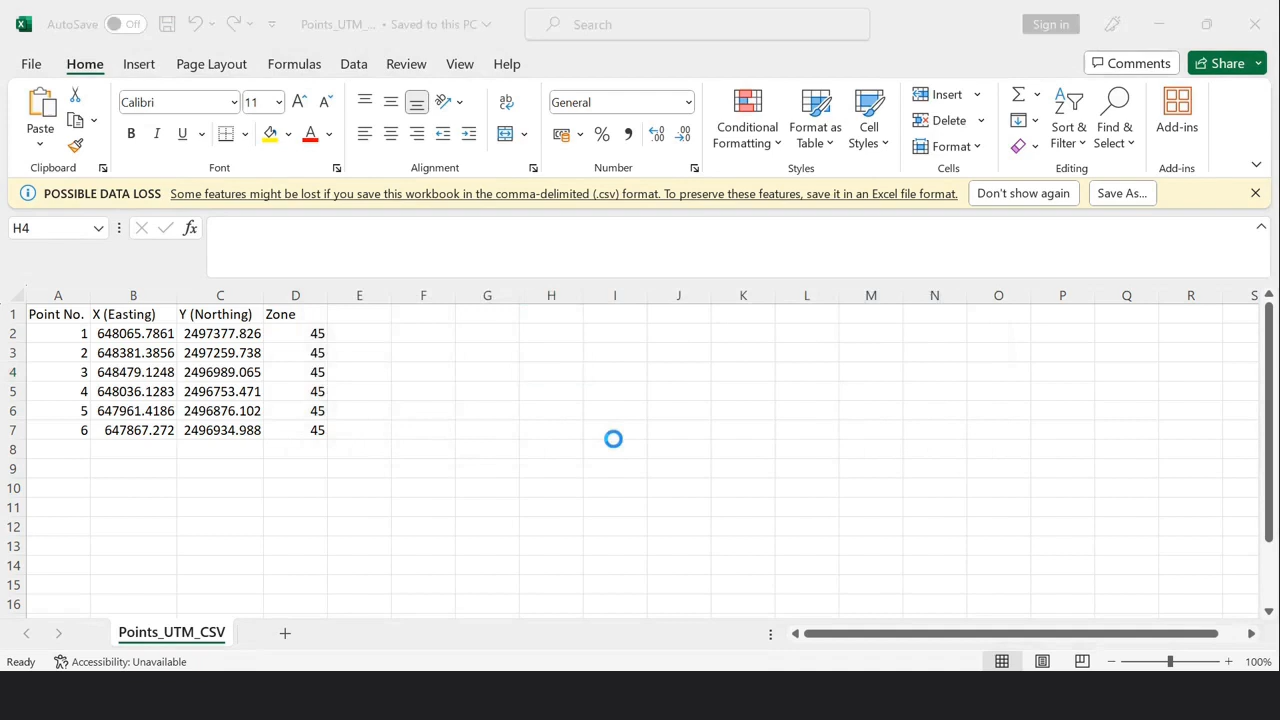 AutoSave Off Points_UTM_... • Saved to this PC Search Sign in
File Home Insert Page Layout Formulas Data Review View Help Comments Share
Paste Calibri 11 General Conditional Formatting Format as Table Cell Styles Insert Delete Format Sort & Filter Find & Select Add-ins
B I U A % ,
Clipboard Font Alignment Number Styles Cells Editing Add-ins
POSSIBLE DATA LOSS Some features might be lost if you save this workbook in the comma-delimited (.csv) format. To preserve these features, save it in an Excel file format. Don't show again Save As...
H4 fx
A B C D E F G H I J K L M N O P Q R S
1 Point No. X (Easting) Y (Northing) Zone
2 1 648065.7861 2497377.826 45
3 2 648381.3856 2497259.738 45
4 3 648479.1248 2496989.065 45
5 4 648036.1283 2496753.471 45
6 5 647961.4186 2496876.102 45
7 6 647867.272 2496934.988 45
8
9
10
11
12
13
14
15
16
Points_UTM_CSV
Ready Accessibility: Unavailable 100%